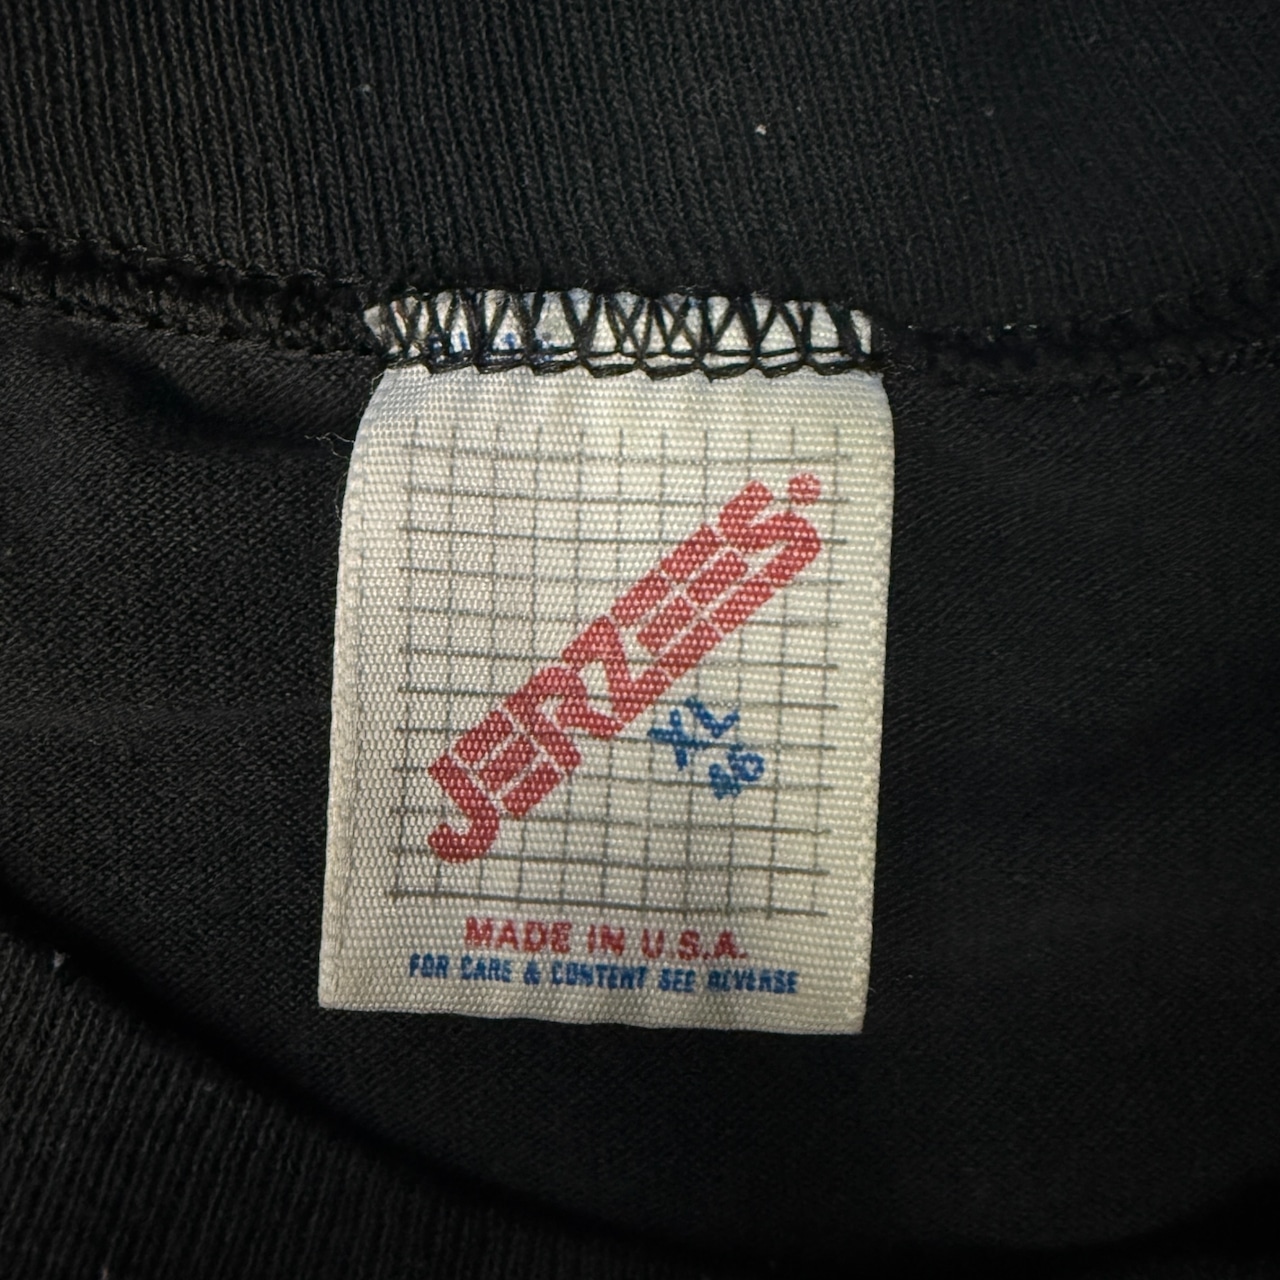 JERZEES
XL
46
MADE IN U.S.A.
FOR CARE & CONTENT SEE REVERSE